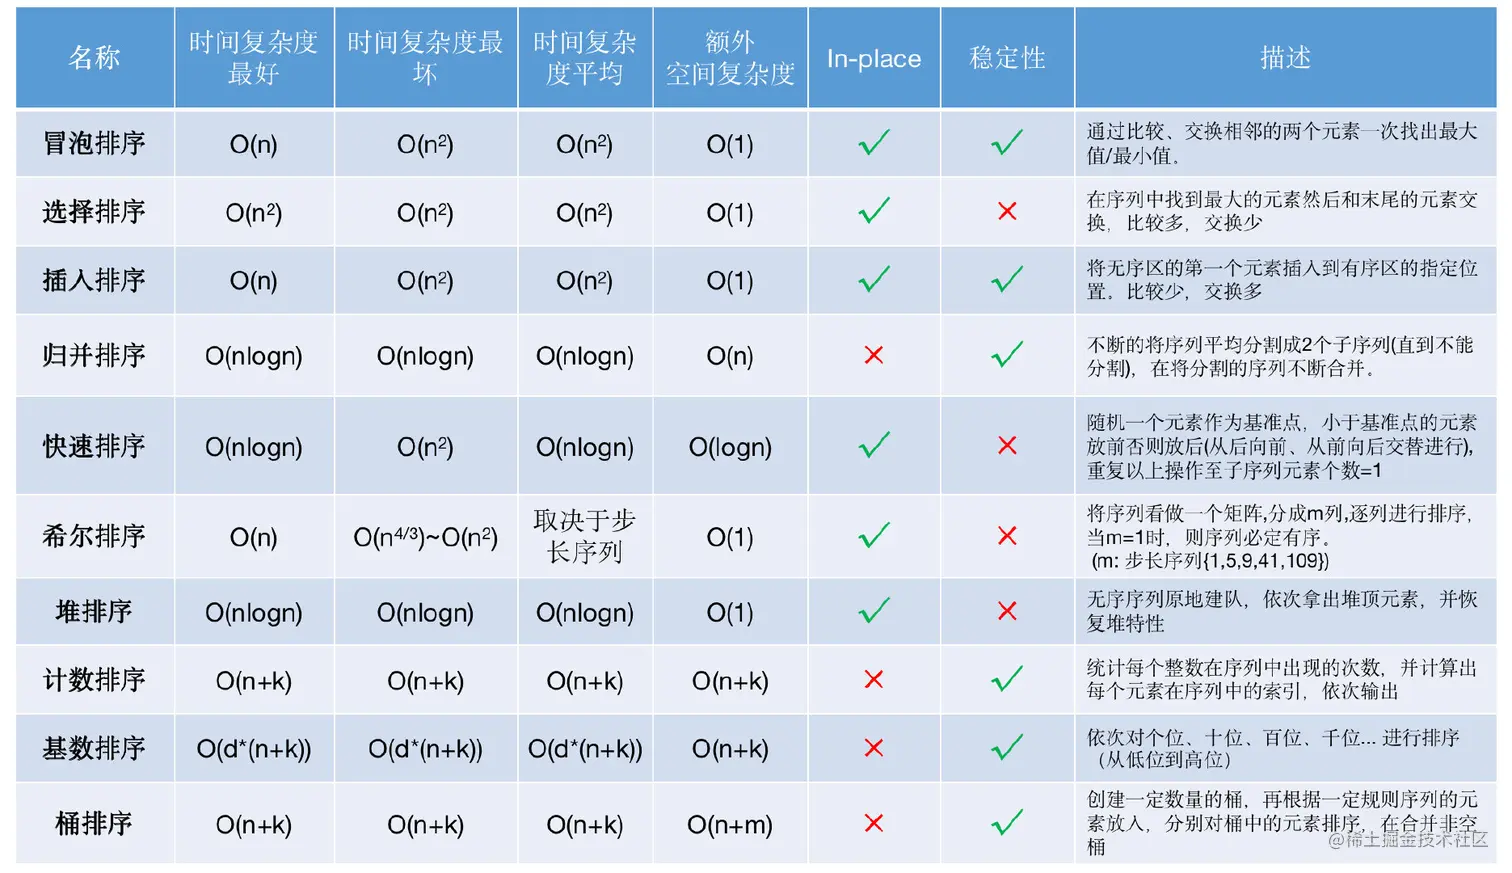 名称
时间复杂度
最好
时间复杂度最
坏
时间复杂
度平均
额外
空间复杂度
In-place
稳定性
描述
冒泡排序
O(n)
O(n²)
O(n²)
O(1)
✓
✓
通过比较、交换相邻的两个元素一次找出最大
值/最小值。
选择排序
O(n²)
O(n²)
O(n²)
O(1)
✓
×
在序列中找到最大的元素然后和末尾的元素交
换，比较多，交换少
插入排序
O(n)
O(n²)
O(n²)
O(1)
✓
✓
将无序区的第一个元素插入到有序区的指定位
置。比较少，交换多
归并排序
O(nlogn)
O(nlogn)
O(nlogn)
O(n)
×
✓
不断的将序列平均分割成2个子序列(直到不能
分割)，在将分割的序列不断合并。
快速排序
O(nlogn)
O(n²)
O(nlogn)
O(logn)
✓
×
随机一个元素作为基准点，小于基准点的元素
放前否则放后(从后向前、从前向后交替进行),
重复以上操作至子序列元素个数=1
希尔排序
O(n)
O(n⁴/³)~O(n²)
取决于步
长序列
O(1)
✓
×
将序列看做一个矩阵,分成m列,逐列进行排序，
当m=1时，则序列必定有序。
(m: 步长序列{1,5,9,41,109})
堆排序
O(nlogn)
O(nlogn)
O(nlogn)
O(1)
✓
×
无序序列原地建队，依次拿出堆顶元素，并恢
复堆特性
计数排序
O(n+k)
O(n+k)
O(n+k)
O(n+k)
×
✓
统计每个整数在序列中出现的次数，并计算出
每个元素在序列中的索引，依次输出
基数排序
O(d*(n+k))
O(d*(n+k))
O(d*(n+k))
O(n+k)
×
✓
依次对个位、十位、百位、千位... 进行排序
（从低位到高位）
桶排序
O(n+k)
O(n+k)
O(n+k)
O(n+m)
×
✓
创建一定数量的桶，再根据一定规则序列的元
素放入，分别对桶中的元素排序，在合并非空
桶
@稀土掘金技术社区